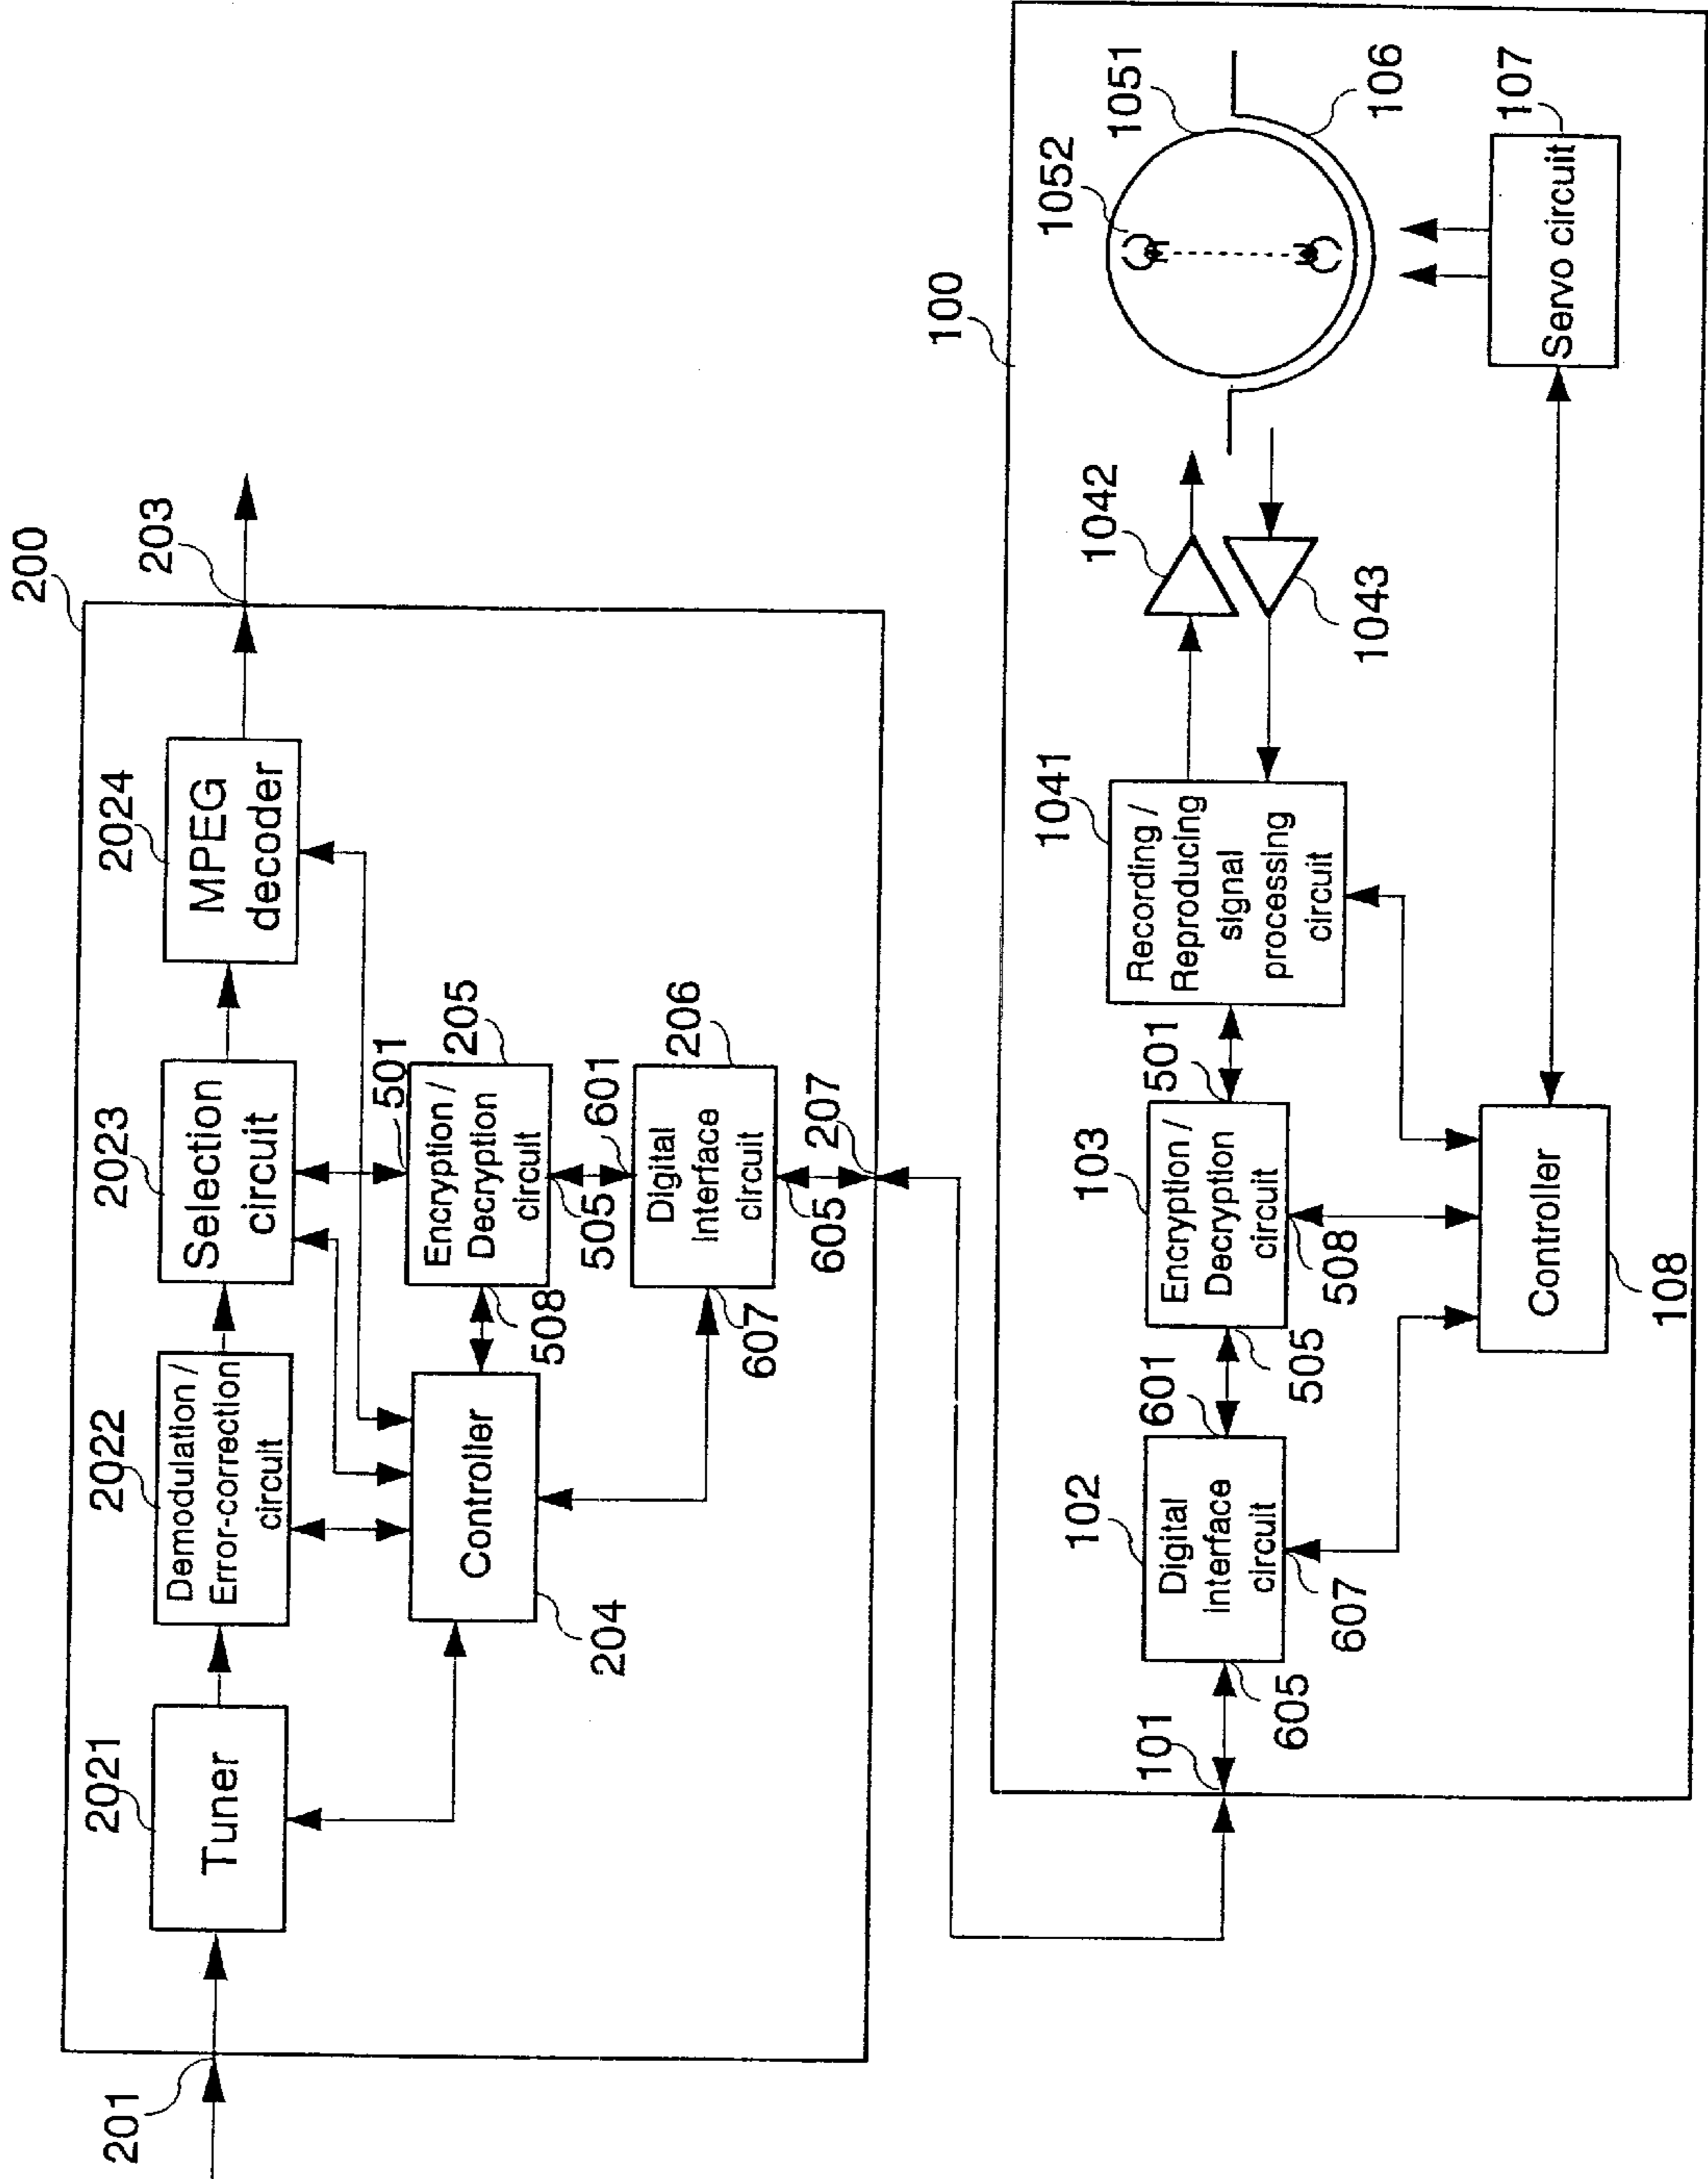 200
201
203
2021
Tuner
2022
Demodulation /
Error-correction
circuit
2023
Selection
circuit
2024
MPEG
decoder
204
Controller
501
205
Encryption /
Decryption
circuit
508
505
601
206
Digital
Interface
circuit
607
605
207
100
101
605
102
Digital
interface
circuit
607
601
505
103
Encryption /
Decryption
circuit
501
508
1041
Recording /
Reproducing
signal
processing
circuit
1042
1043
1052
1051
106
107
Servo circuit
Controller
108